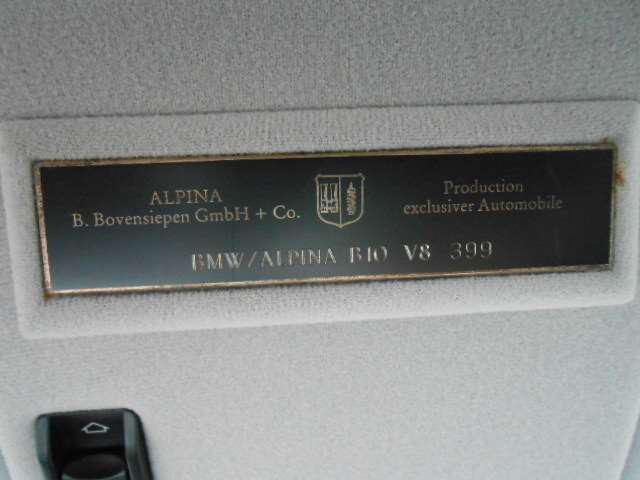 ALPINA
B. Bovensiepen GmbH + Co.
Production
exclusiver Automobile
BMW/ALPINA B10 V8 399